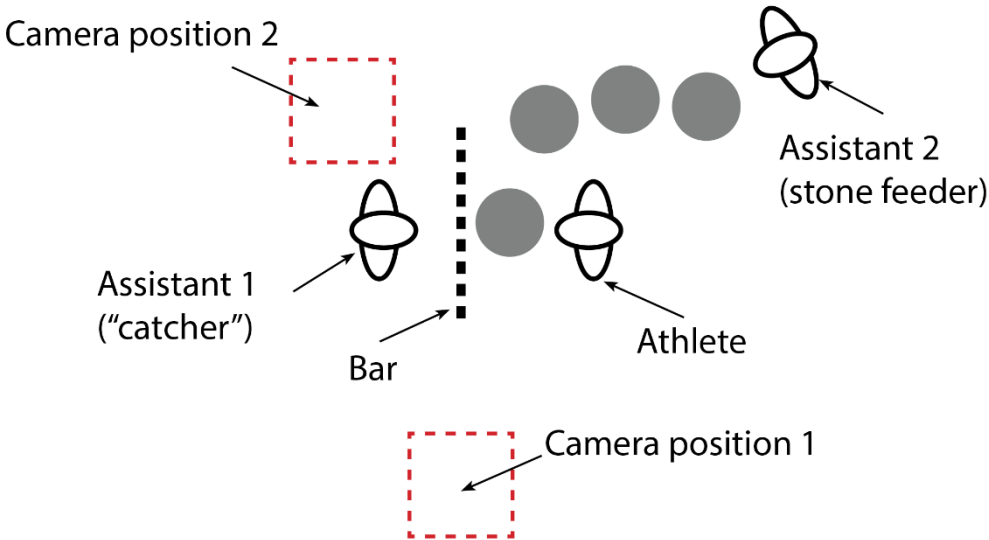 Camera position 2
Assistant 2
(stone feeder)
Assistant 1
(“catcher”)
Bar
Athlete
Camera position 1